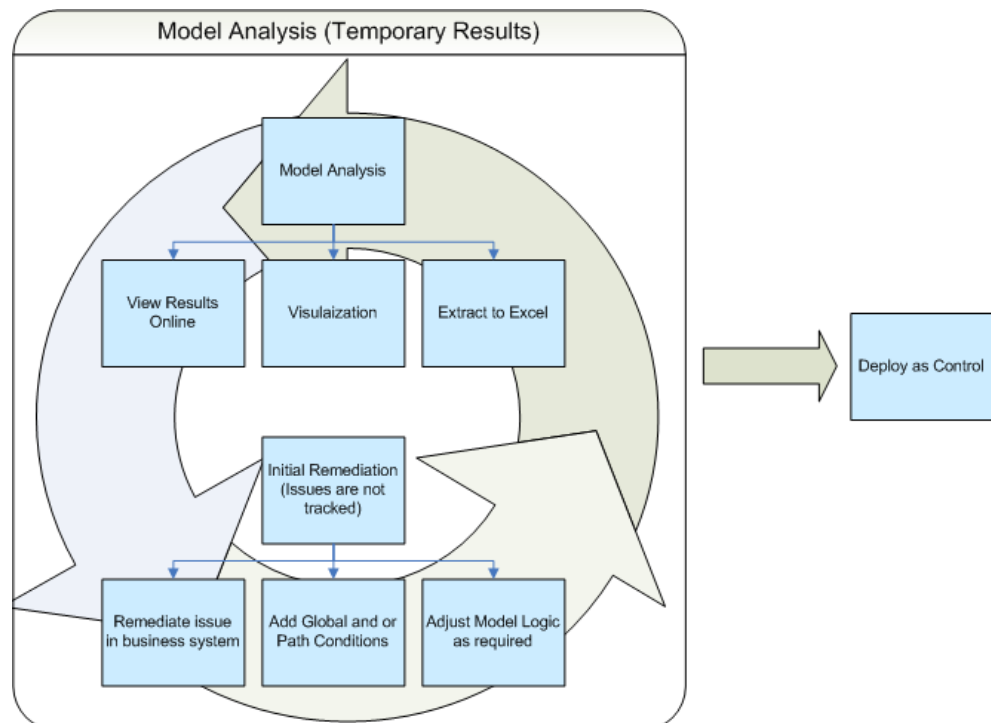 Model Analysis (Temporary Results)
Model Analysis
View Results
Online
Visulaization
Extract to Excel
Deploy as Control
Initial Remediation
(Issues are not
tracked)
Remediate issue
in business system
Add Global and or
Path Conditions
Adjust Model Logic
as required